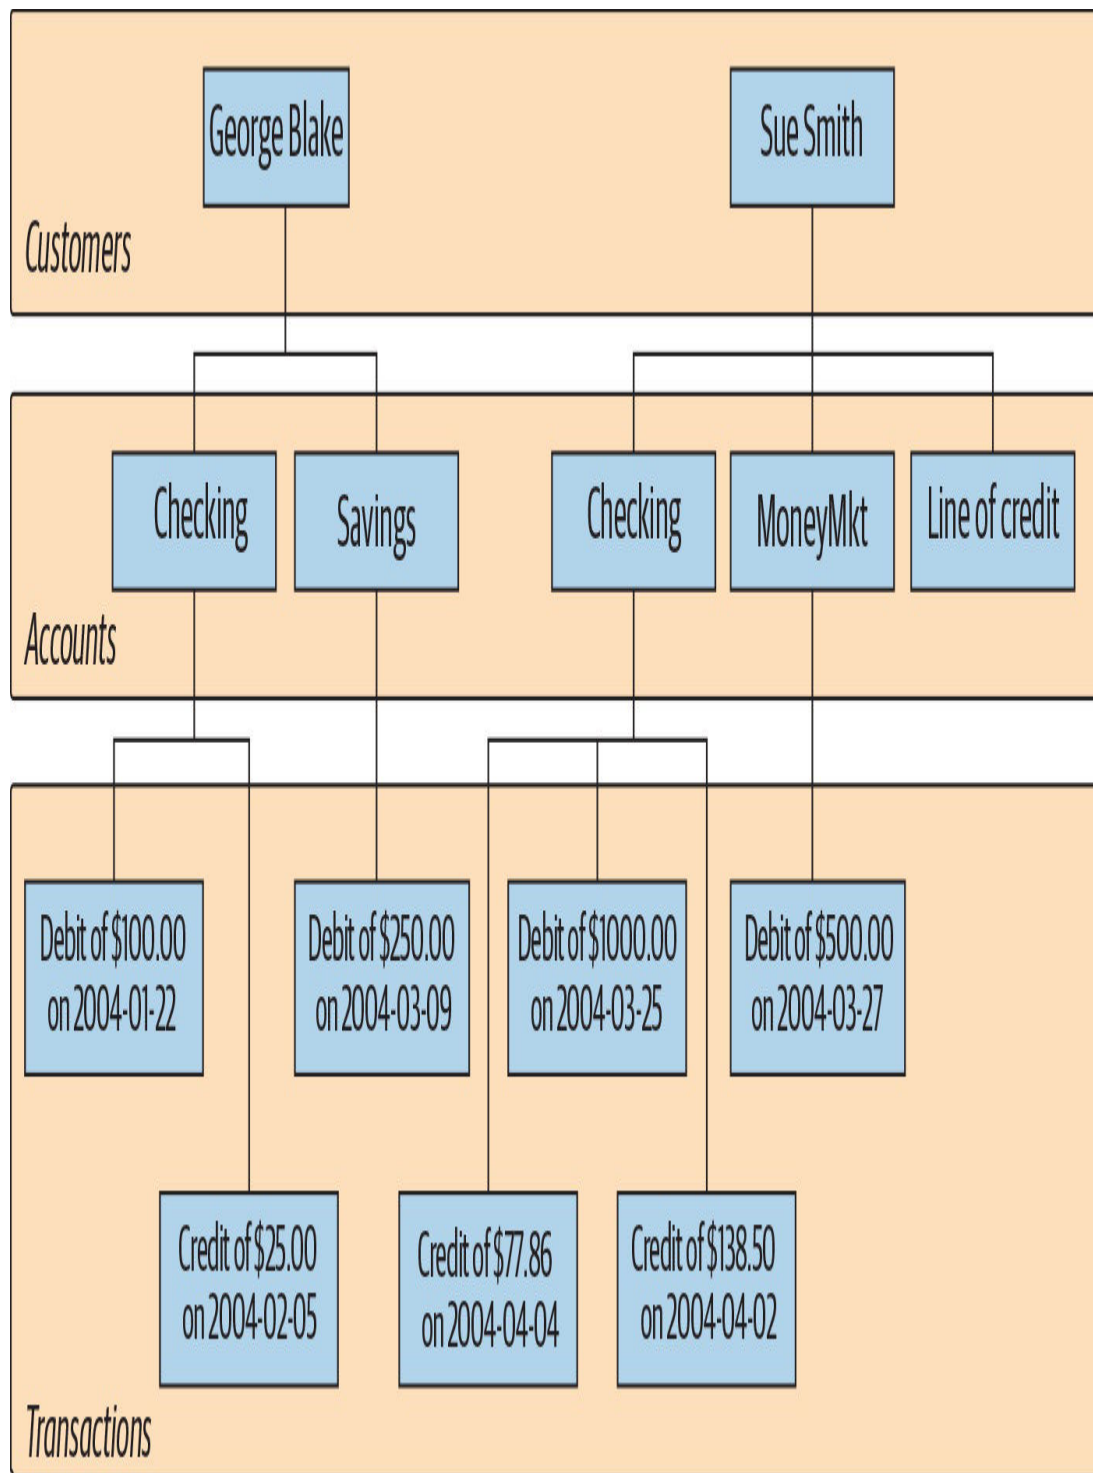 George Blake
Sue Smith
Customers
Checking
Savings
Checking
MoneyMkt
Line of credit
Accounts
Debit of $100.00
on 2004-01-22
Debit of $250.00
on 2004-03-09
Debit of $1000.00
on 2004-03-25
Debit of $500.00
on 2004-03-27
Credit of $25.00
on 2004-02-05
Credit of $77.86
on 2004-04-04
Credit of $138.50
on 2004-04-02
Transactions